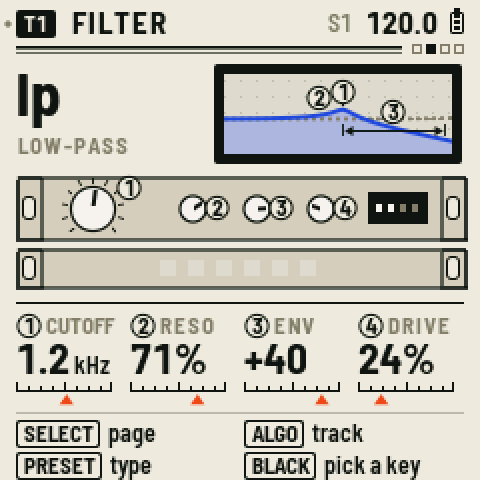 T1 FILTER S1 120.0
lp
LOW-PASS
2 1 3
1 2 3 4
1 CUTOFF 2 RESO 3 ENV 4 DRIVE
1.2 kHz 71% +40 24%
SELECT page ALGO track
PRESET type BLACK pick a key